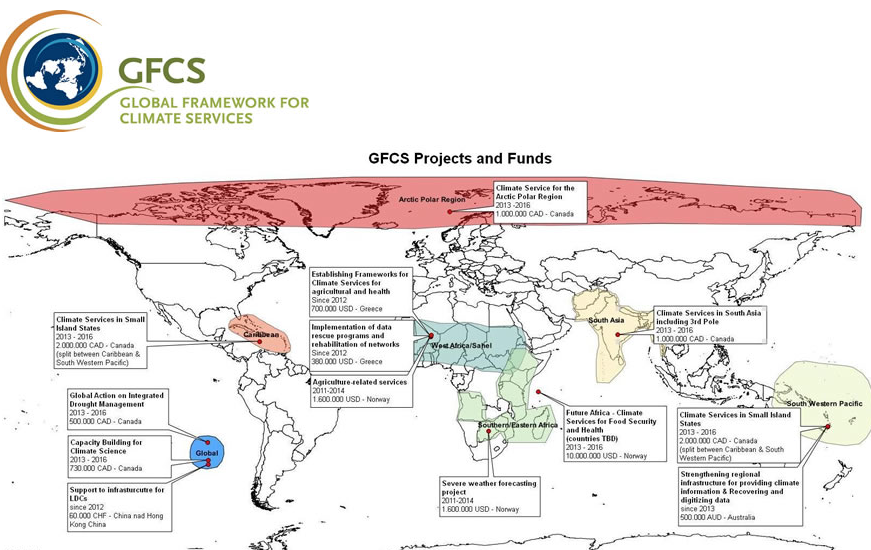 GFCS
GLOBAL FRAMEWORK FOR
CLIMATE SERVICES
GFCS Projects and Funds
Arctic Polar Region
Climate Service for the
Arctic Polar Region
2013 -2016
1.000.000 CAD - Canada
Establishing Frameworks for
Climate Services for
agricultural and health
Since 2012
700.000 USD - Greece
Implementation of data
rescue programs and
rehabilitation of networks
Since 2012
380.000 USD - Greece
Agriculture-related services
2011-2014
1.600.000 USD - Norway
West Africa/Sahel
Climate Services in Small
Island States
2013 - 2016
2.000.000 CAD - Canada
(split between Caribbean &
South Western Pacific)
Caribbean
South Asia
Climate Services in South Asia
including 3rd Pole
2013 - 2016
1.000.000 CAD - Canada
Global Action on Integrated
Drought Management
2013 - 2016
500.000 CAD - Canada
Capacity Building for
Climate Science
2013 - 2016
730.000 CAD - Canada
Support to infrasturcutre for
LDCs
since 2012
60.000 CHF - China nad Hong
Kong China
Global
Southern/Eastern Africa
Severe weather forecasting
project
2011-2014
1.600.000 USD - Norway
Future Africa - Climate
Services for Food Security
and Health
(countries TBD)
2013 - 2016
10.000.000 USD - Norway
South Western Pacific
Climate Services in Small Island
States
2013 - 2016
2.000.000 CAD - Canada
(split between Caribbean & South
Western Pacific)
Strengthening regional
infrastructure for providing climate
information & Recovering and
digitizing data
since 2013
500.000 AUD - Australia